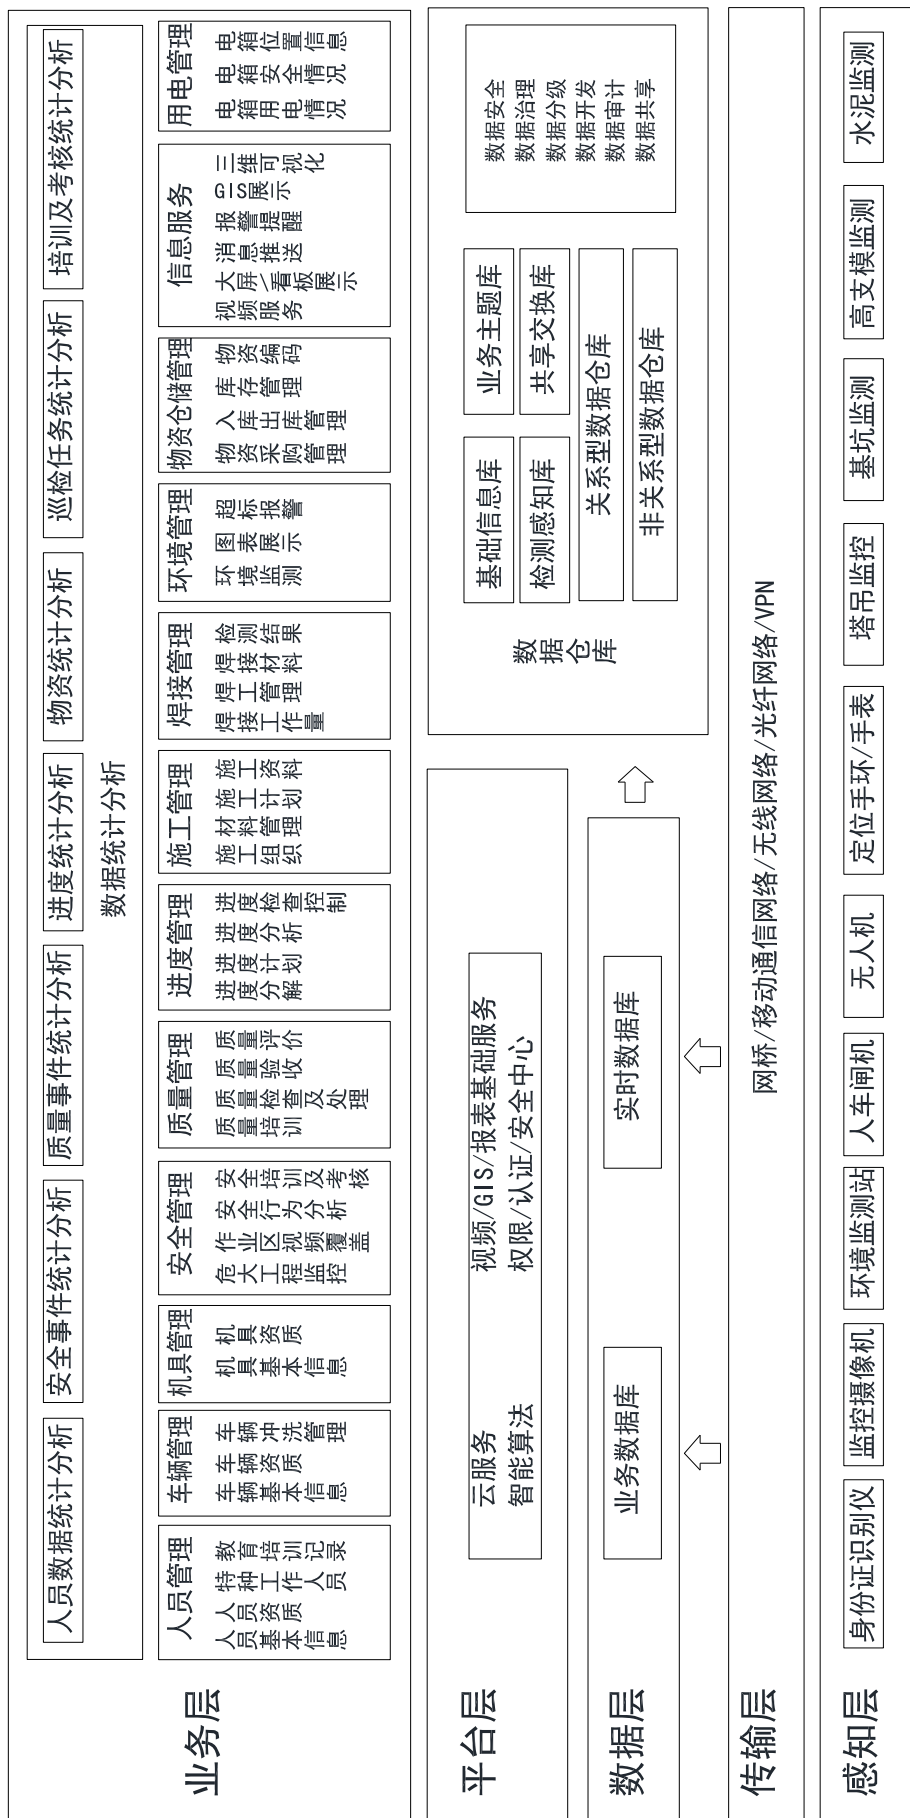 业务层
人员数据统计分析
安全事件统计分析
质量事件统计分析
进度统计分析
物资统计分析
巡检任务统计分析
培训及考核统计分析
数据统计分析
人员管理
教育培训记录
特种工作人员
人员资质
人员基本信息
车辆管理
车辆冲洗管理
车辆资质
车辆基本信息
机具管理
机具资质
机具基本信息
安全管理
安全培训及考核
安全行为分析
作业区视频覆盖
危大工程监控
质量管理
质量评价
质量验收
质量检查及处理
质量培训
进度管理
进度检查控制
进度分析
进度计划
进度分解
施工管理
施工资料
施工计划
材料管理
施工组织
焊接管理
焊接检测结果
焊接材料
焊工管理
焊接工作量
环境管理
超标报警
图表展示
环境监测
物资仓储管理
物资编码
库存管理
入库出库管理
物资采购管理
信息服务
三维可视化
GIS展示
报警提醒
消息推送
大屏/看板展示
视频服务
用电管理
电箱位置信息
电箱安全情况
电箱用电情况
平台层
云服务
智能算法
视频/GIS/报表基础服务
权限/认证/安全中心
数据层
业务数据库
实时数据库
数据仓库
基础信息库
业务主题库
检测感知库
共享交换库
关系型数据仓库
非关系型数据仓库
数据安全
数据治理
数据分级
数据开发
数据审计
数据共享
传输层
网桥/移动通信网络/无线网络/光纤网络/VPN
感知层
身份证识别仪
监控摄像机
环境监测站
人车闸机
无人机
定位手环/手表
塔吊监控
基坑监测
高支模监测
水泥监测